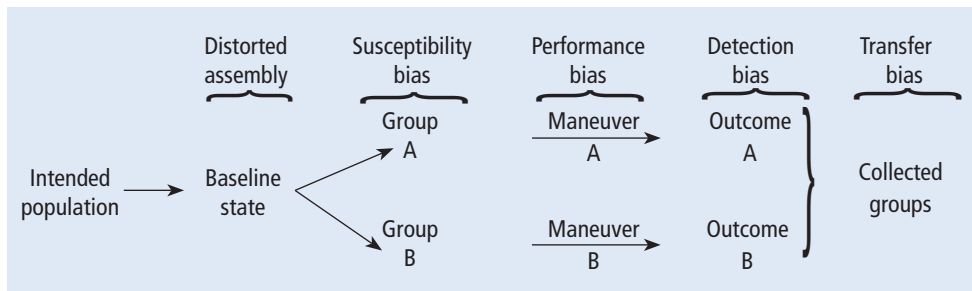 Distorted
assembly
Susceptibility
bias
Performance
bias
Detection
bias
Transfer
bias
Group
A
Maneuver
A
Outcome
A
Intended
population
Baseline
state
Collected
groups
Group
B
Maneuver
B
Outcome
B